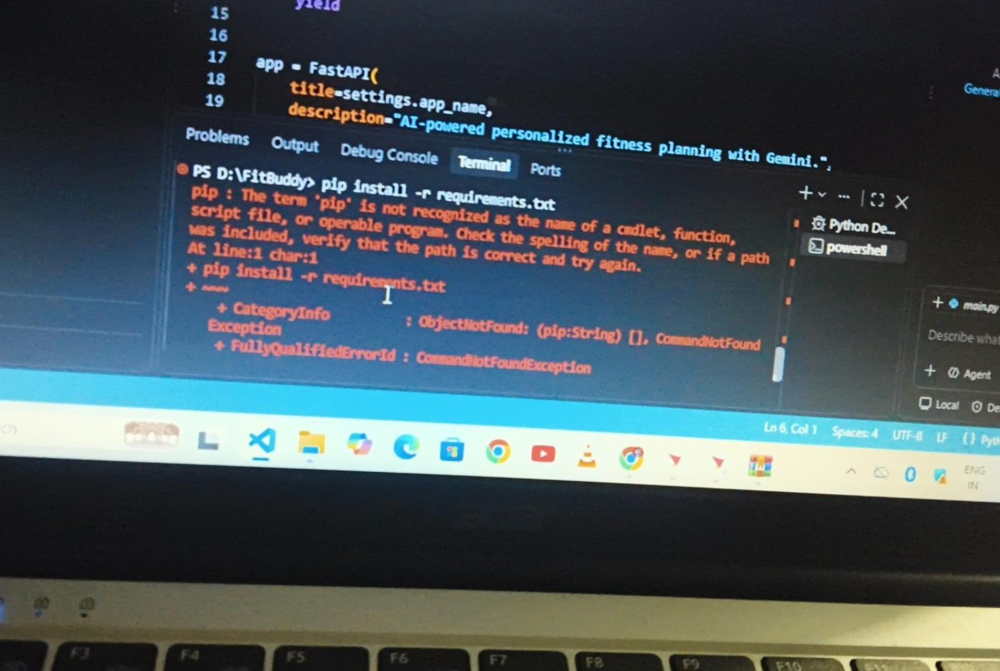 yield
15
16
17
app = FastAPI(
18
title=settings.app_name,
19
description="AI-powered personalized fitness planning with Gemini.",
Genera
Problems Output Debug Console Terminal Ports
PS D:\FitBuddy> pip install -r requirements.txt
pip : The term 'pip' is not recognized as the name of a cmdlet, function,
script file, or operable program. Check the spelling of the name, or if a path
was included, verify that the path is correct and try again.
At line:1 char:1
+ pip install -r requirements.txt
+ ~~~
+ CategoryInfo : ObjectNotFound: (pip:String) [], CommandNotFound
Exception
+ FullyQualifiedErrorId : CommandNotFoundException
Python De...
powershell
+ main.py
Describe what
+ Agent
Local De
Ln 6, Col 1 Spaces: 4 UTF-8 LF {} Pyth
ch
ENG
IN
F3 F4 F5 F6 F7 F8 F9 F10